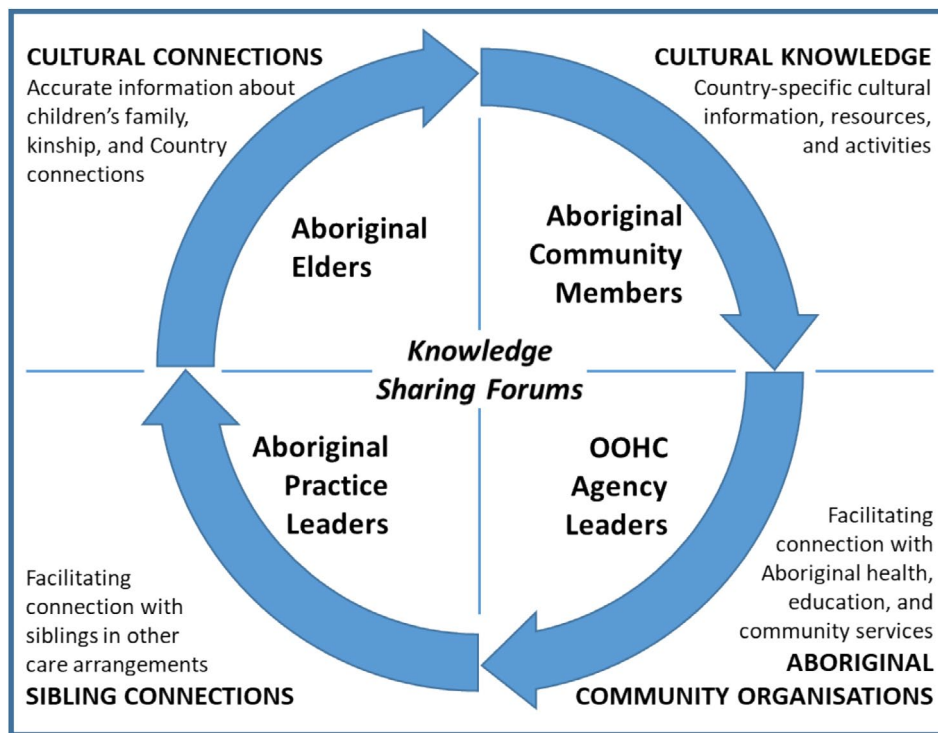 CULTURAL CONNECTIONS
Accurate information about
children's family,
kinship, and Country
connections
CULTURAL KNOWLEDGE
Country-specific cultural
information, resources,
and activities
Aboriginal
Elders
Aboriginal
Community
Members
Knowledge
Sharing Forums
Aboriginal
Practice
Leaders
OOHC
Agency
Leaders
Facilitating
connection with
siblings in other
care arrangements
SIBLING CONNECTIONS
Facilitating
connection with
Aboriginal health,
education, and
community services
ABORIGINAL
COMMUNITY ORGANISATIONS